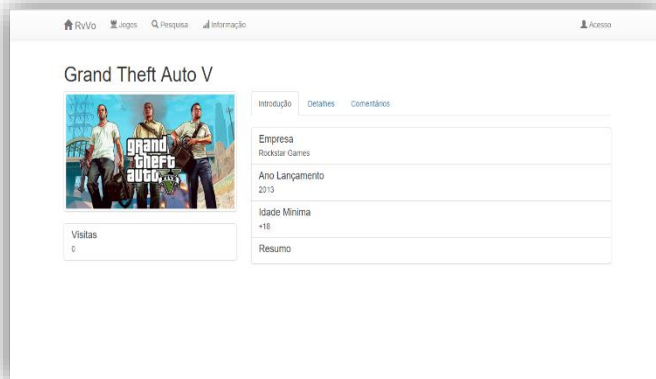 RvVo Jogos Pesquisa Informação Acesso
Grand Theft Auto V
grand
theft
auto
Introdução Detalhes Comentários
Empresa
Rockstar Games
Ano Lançamento
2013
Idade Minima
+18
Resumo
Visitas
0